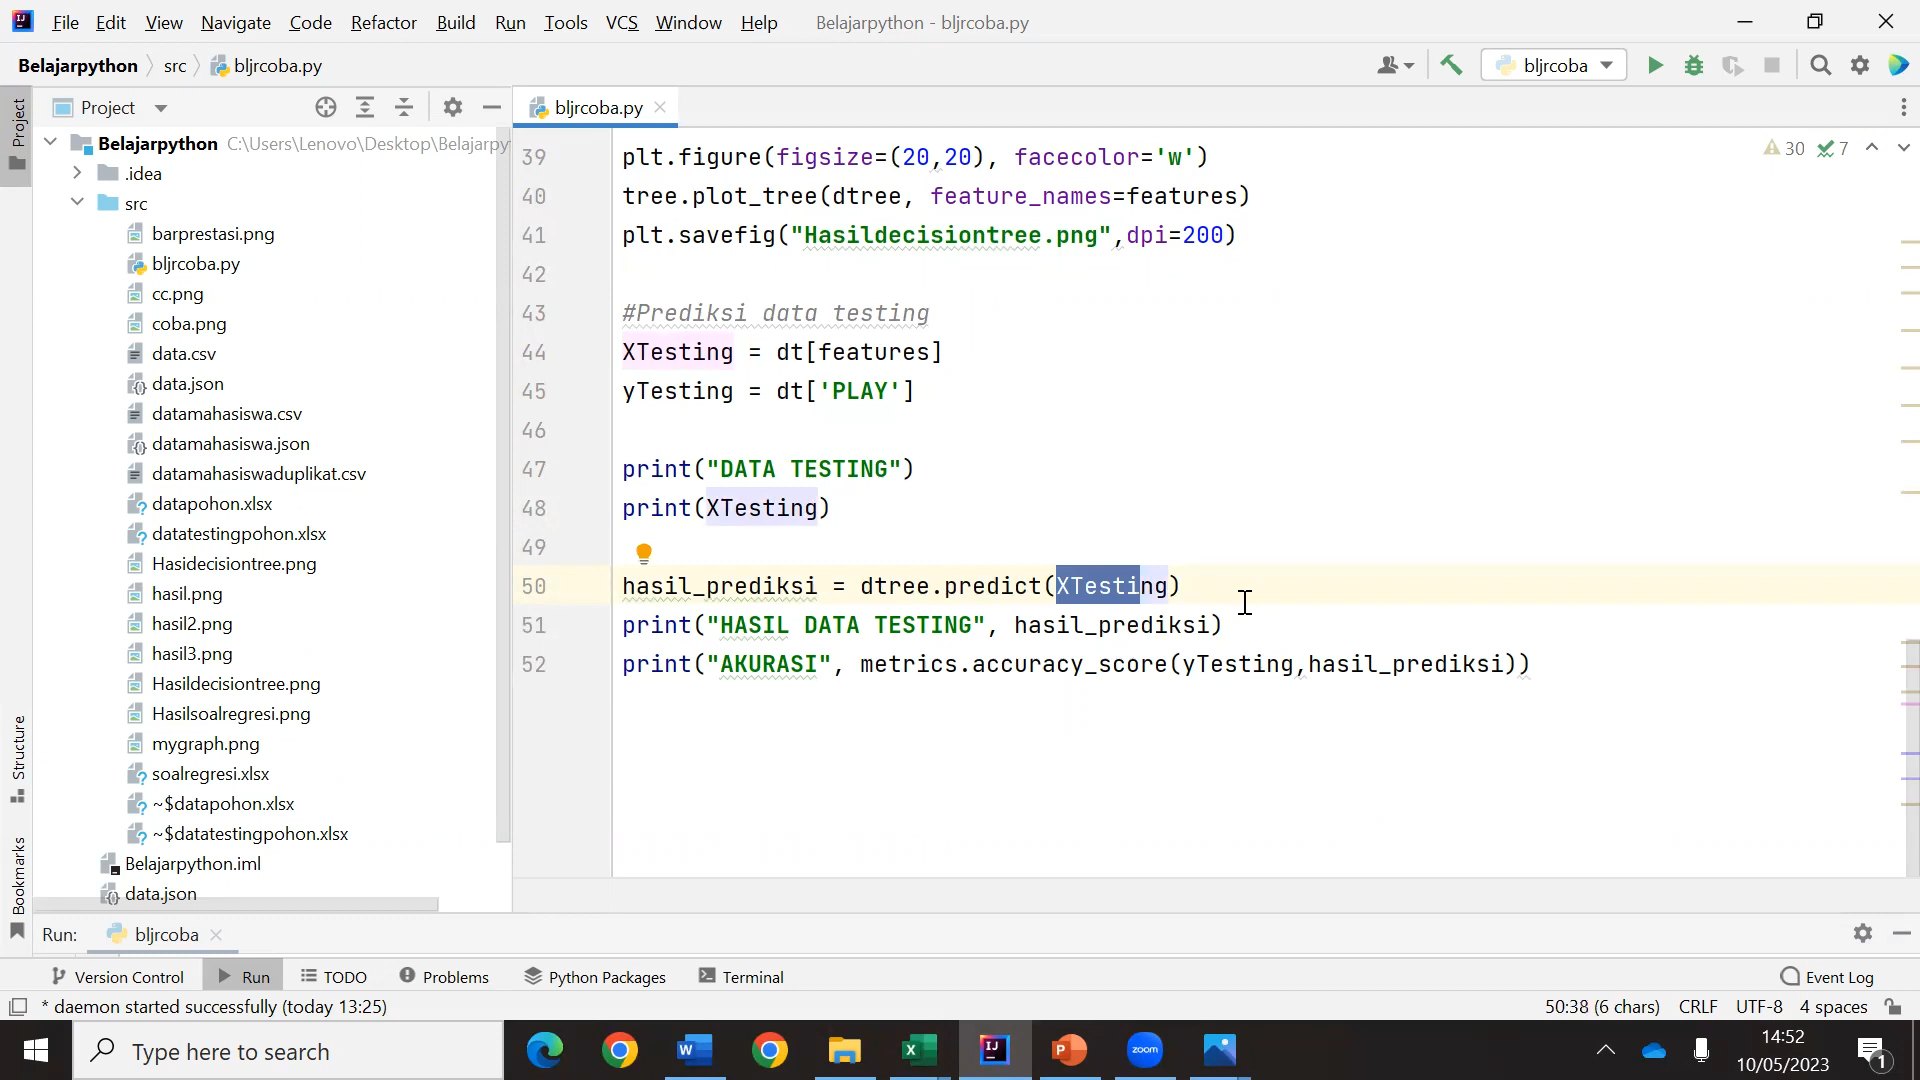 File Edit View Navigate Code Refactor Build Run Tools VCS Window Help Belajarpython - bljrcoba.py
Belajarpython src bljrcoba.py
bljrcoba
Project
Project
bljrcoba.py
Belajarpython C:\Users\Lenovo\Desktop\Belajarpy
.idea
src
barprestasi.png
bljrcoba.py
cc.png
coba.png
data.csv
data.json
datamahasiswa.csv
datamahasiswa.json
datamahasiswaduplikat.csv
datapohon.xlsx
datatestingpohon.xlsx
Hasidecisiontree.png
hasil.png
hasil2.png
hasil3.png
Hasildecisiontree.png
Hasilsoalregresi.png
mygraph.png
soalregresi.xlsx
~$datapohon.xlsx
~$datatestingpohon.xlsx
Belajarpython.iml
data.json
Structure
Bookmarks
30 7
39 plt.figure(figsize=(20,20), facecolor='w')
40 tree.plot_tree(dtree, feature_names=features)
41 plt.savefig("Hasildecisiontree.png",dpi=200)
42
43 #Prediksi data testing
44 XTesting = dt[features]
45 yTesting = dt['PLAY']
46
47 print("DATA TESTING")
48 print(XTesting)
49
50 hasil_prediksi = dtree.predict(XTesting)
51 print("HASIL DATA TESTING", hasil_prediksi)
52 print("AKURASI", metrics.accuracy_score(yTesting,hasil_prediksi))
Run: bljrcoba
Version Control Run TODO Problems Python Packages Terminal Event Log
* daemon started successfully (today 13:25) 50:38 (6 chars) CRLF UTF-8 4 spaces
Type here to search
zoom
14:52
10/05/2023
1